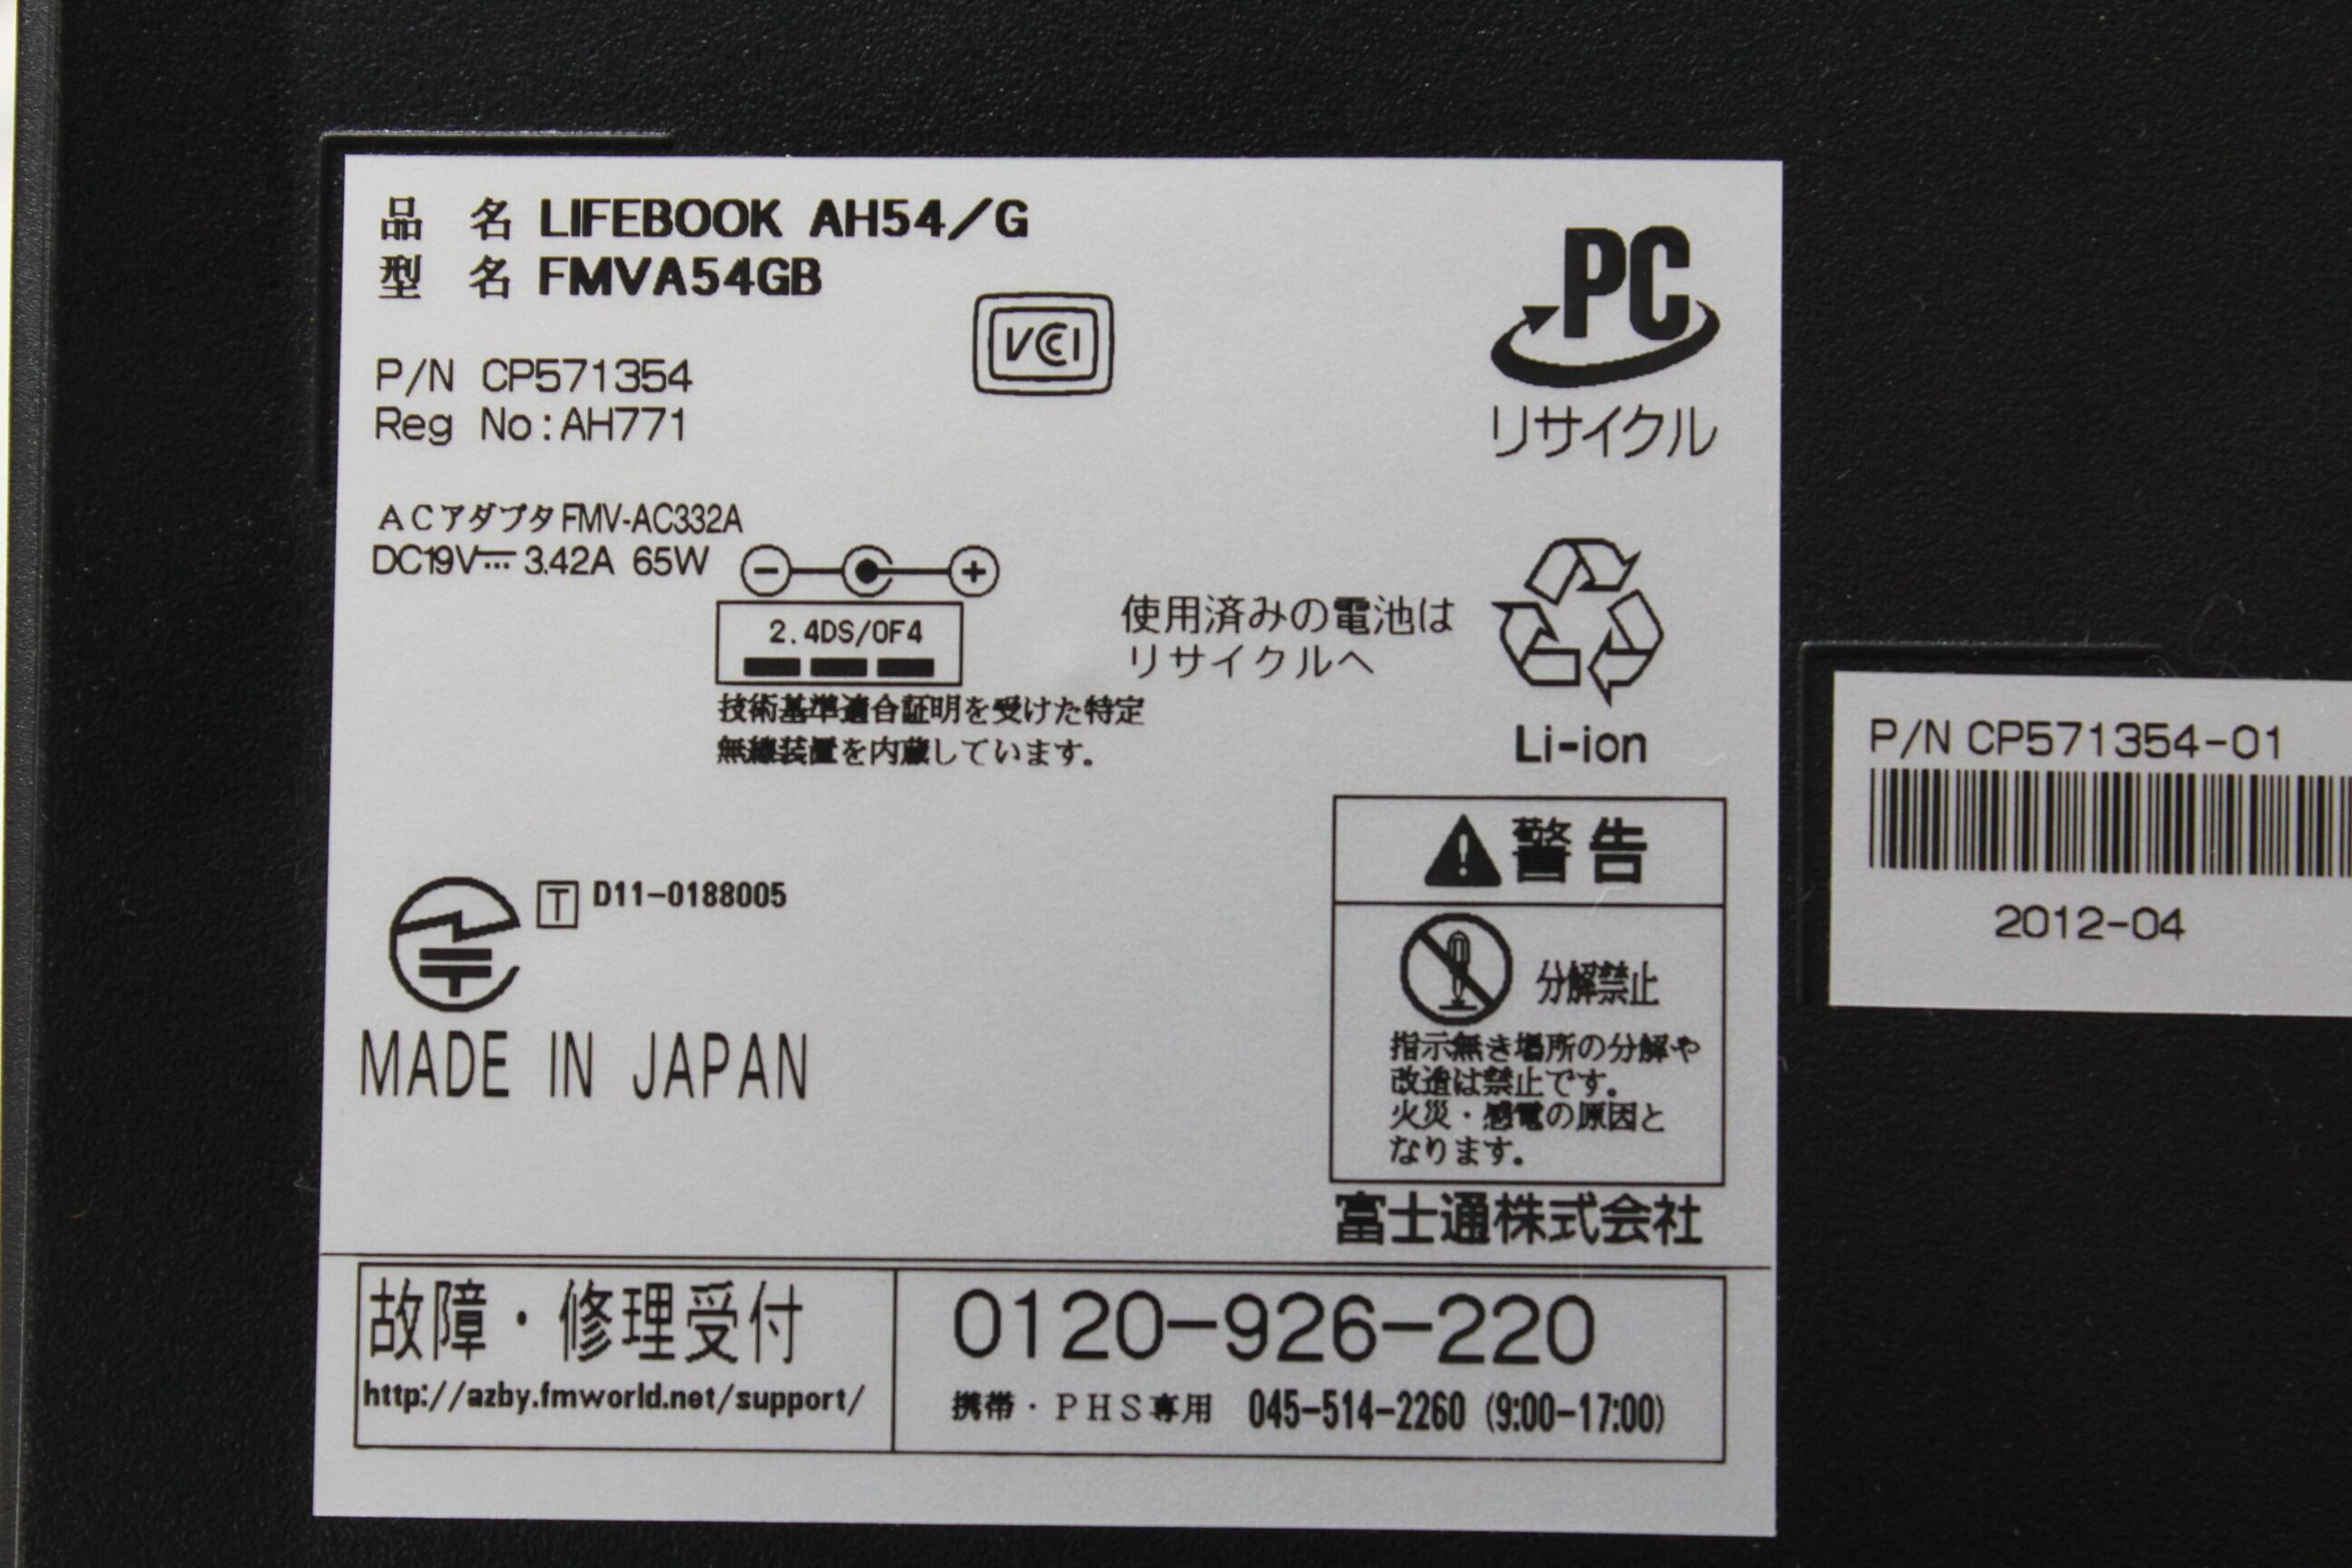 品 名 LIFEBOOK AH54/G
型 名 FMVA54GB
VCCI
PC
リサイクル
P/N CP571354
Reg No:AH771
ACアダプタFMV-AC332A
DC19V⎓ 3.42A 65W
2.4DS/OF4
技術基準適合証明を受けた特定
無線装置を内蔵しています。
使用済みの電池は
リサイクルへ
Li-ion
T D11-0188005
MADE IN JAPAN
警告
分解禁止
指示無き場所の分解や
改造は禁止です。
火災・感電の原因と
なります。
富士通株式会社
故障・修理受付
http://azby.fmworld.net/support/
0120-926-220
携帯・PHS専用 045-514-2260 (9:00-17:00)
P/N CP571354-01
2012-04